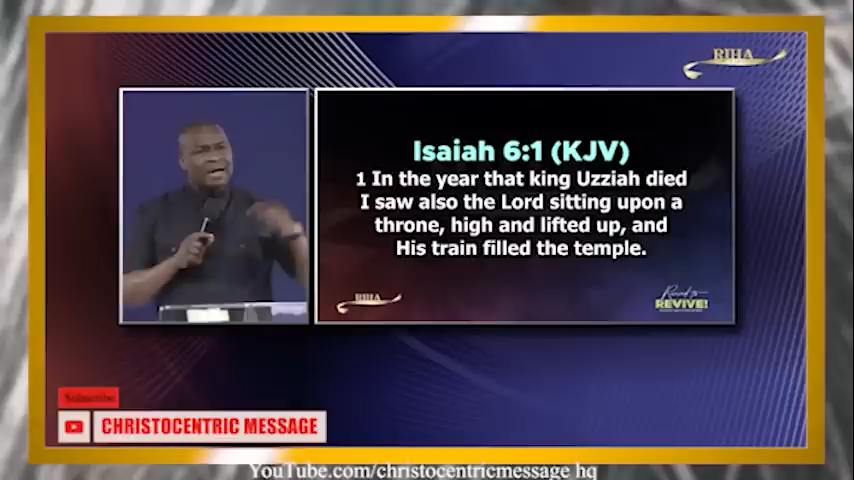 RIHA
Isaiah 6:1 (KJV)
1 In the year that king Uzziah died
I saw also the Lord sitting upon a
throne, high and lifted up, and
His train filled the temple.
RIHA
REVIVE!
Subscribe
CHRISTOCENTRIC MESSAGE
YouTube.com/christocentricmessage hq